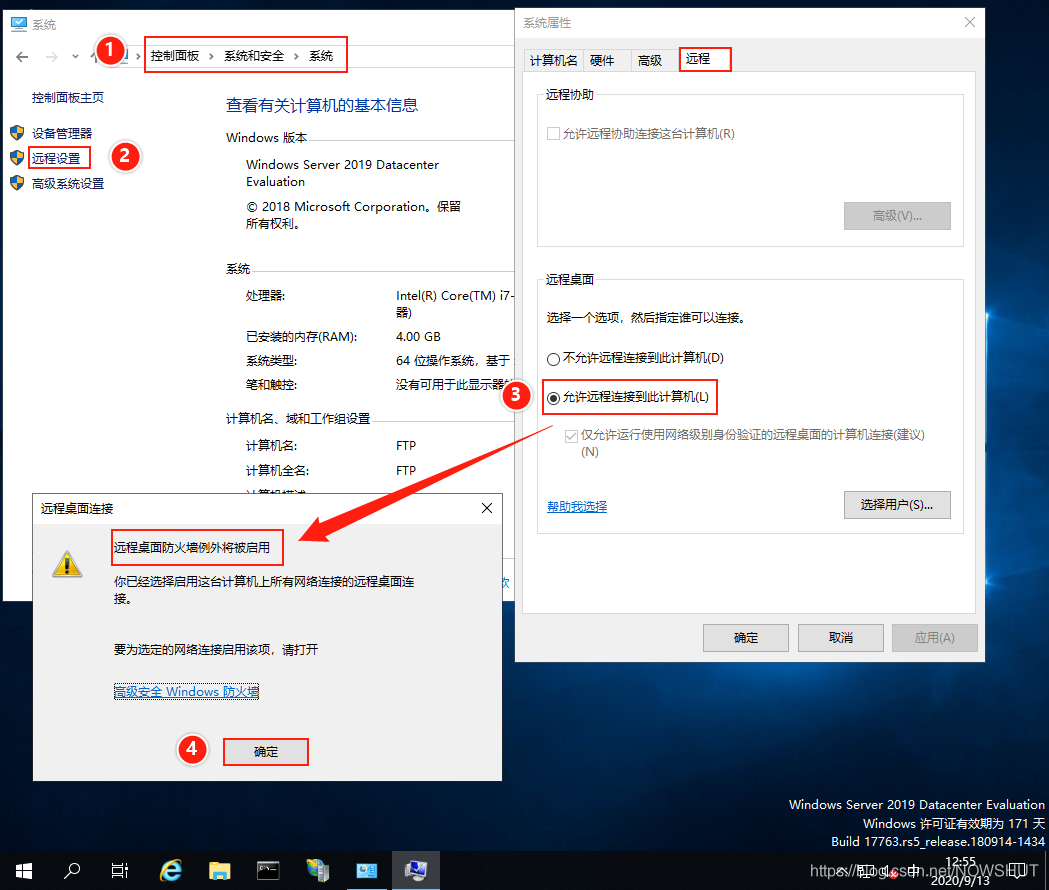 系统
1
控制面板 › 系统和安全 › 系统
控制面板主页
设备管理器
远程设置
2
高级系统设置
查看有关计算机的基本信息
Windows 版本
Windows Server 2019 Datacenter
Evaluation
© 2018 Microsoft Corporation。保留
所有权利。
系统
处理器:
Intel(R) Core(TM) i7-
器)
已安装的内存(RAM):
4.00 GB
系统类型:
64 位操作系统，基于
笔和触控:
没有可用于此显示器
计算机名、域和工作组设置
计算机名:
FTP
计算机全名:
FTP
系统属性
计算机名
硬件
高级
远程
远程协助
允许远程协助连接这台计算机(R)
高级(V)...
远程桌面
选择一个选项，然后指定谁可以连接。
不允许远程连接到此计算机(D)
3
允许远程连接到此计算机(L)
仅允许运行使用网络级别身份验证的远程桌面的计算机连接(建议)
(N)
帮助我选择
选择用户(S)...
确定
取消
应用(A)
远程桌面连接
远程桌面防火墙例外将被启用
你已经选择启用这台计算机上所有网络连接的远程桌面连
接。
要为选定的网络连接启用该项，请打开
高级安全 Windows 防火墙
4
确定
Windows Server 2019 Datacenter Evaluation
Windows 许可证有效期为 171 天
Build 17763.rs5_release.180914-1434
中
12:55
2020/9/13
https://blog.csdn.net/NOWSHUT